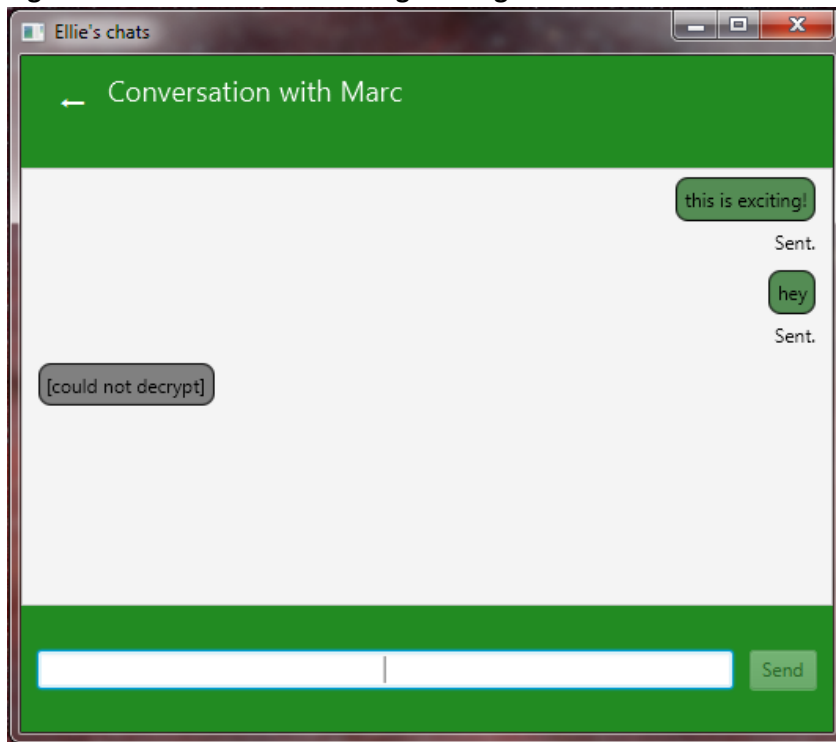 Ellie's chats
← Conversation with Marc
this is exciting!
Sent.
hey
Sent.
[could not decrypt]
Send